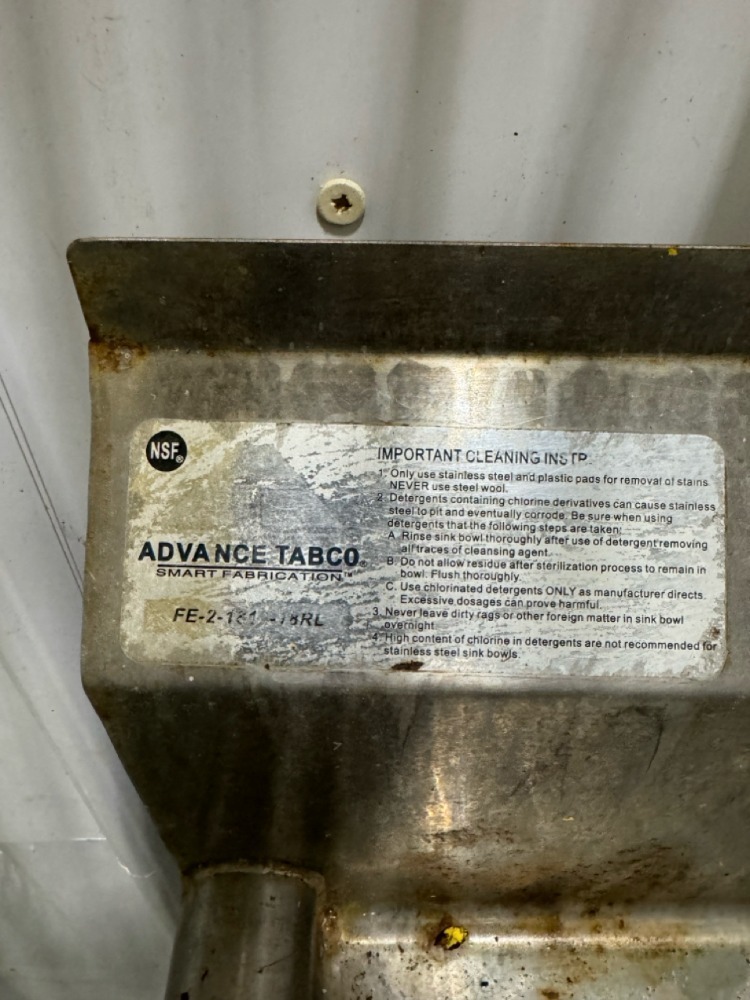 NSF®
ADVANCE TABCO®
SMART FABRICATION™
IMPORTANT CLEANING
1. Only use stainless steel and plastic pads for removal of stains
NEVER use steel wool.
2. Detergents containing chlorine derivatives can cause stainless
steel to pit and eventually corrode. Be sure when using
detergents that the following steps are taken:
A. Rinse sink bowl thoroughly after use of detergent removing
all traces of cleansing agent.
B. Do not allow residue after sterilization process to remain in
bowl. Flush thoroughly.
C. Use chlorinated detergents ONLY as manufacturer directs.
Excessive dosages can prove harmful.
3. Never leave dirty rags or other foreign matter in sink bowl
overnight
4. High content of chlorine in detergents are not recommended for
stainless steel sink bowls.